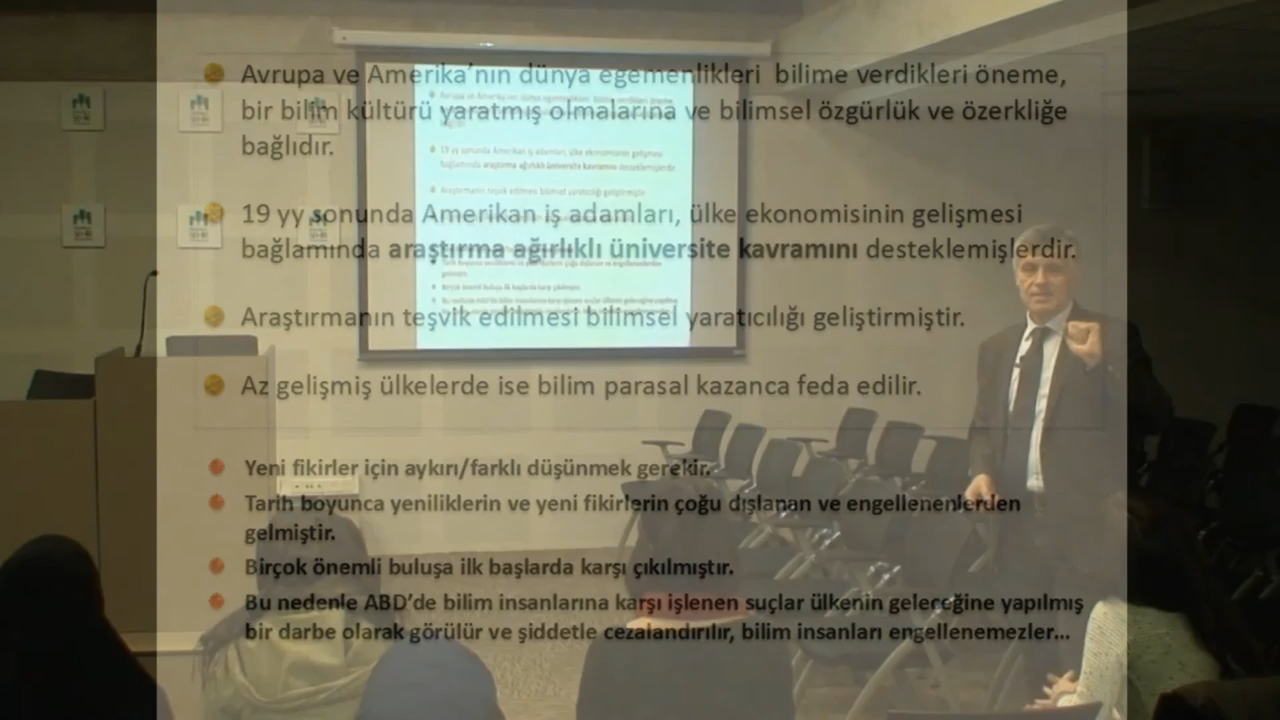 Avrupa ve Amerika'nın dünya egemenlikleri bilime verdikleri öneme,
bir bilim kültürü yaratmış olmalarına ve bilimsel özgürlük ve özerkliğe
bağlıdır.
19 yy sonunda Amerikan iş adamları, ülke ekonomisinin gelişmesi
bağlamında araştırma ağırlıklı üniversite kavramını desteklemişlerdir.
Araştırmanın teşvik edilmesi bilimsel yaratıcılığı geliştirmiştir.
Az gelişmiş ülkelerde ise bilim parasal kazanca feda edilir.
Yeni fikirler için aykırı/farklı düşünmek gerekir.
Tarih boyunca yeniliklerin ve yeni fikirlerin çoğu dışlanan ve engellenenlerden
gelmiştir.
Birçok önemli buluşa ilk başlarda karşı çıkılmıştır.
Bu nedenle ABD'de bilim insanlarına karşı işlenen suçlar ülkenin geleceğine yapılmış
bir darbe olarak görülür ve şiddetle cezalandırılır, bilim insanları engellenemezler...